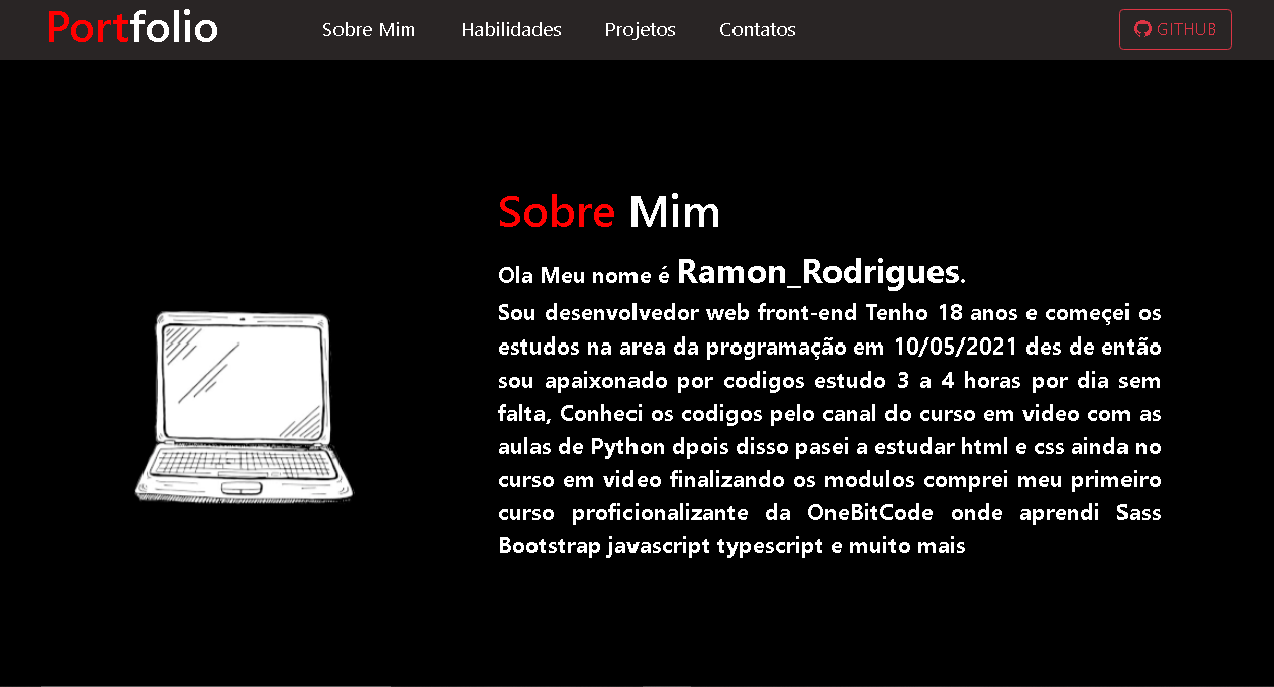 Portfolio
Sobre Mim
Habilidades
Projetos
Contatos
GITHUB
Sobre Mim
Ola Meu nome é Ramon_Rodrigues.
Sou desenvolvedor web front-end Tenho 18 anos e começei os
estudos na area da programação em 10/05/2021 des de então
sou apaixonado por codigos estudo 3 a 4 horas por dia sem
falta, Conheci os codigos pelo canal do curso em video com as
aulas de Python dpois disso pasei a estudar html e css ainda no
curso em video finalizando os modulos comprei meu primeiro
curso proficionalizante da OneBitCode onde aprendi Sass
Bootstrap javascript typescript e muito mais